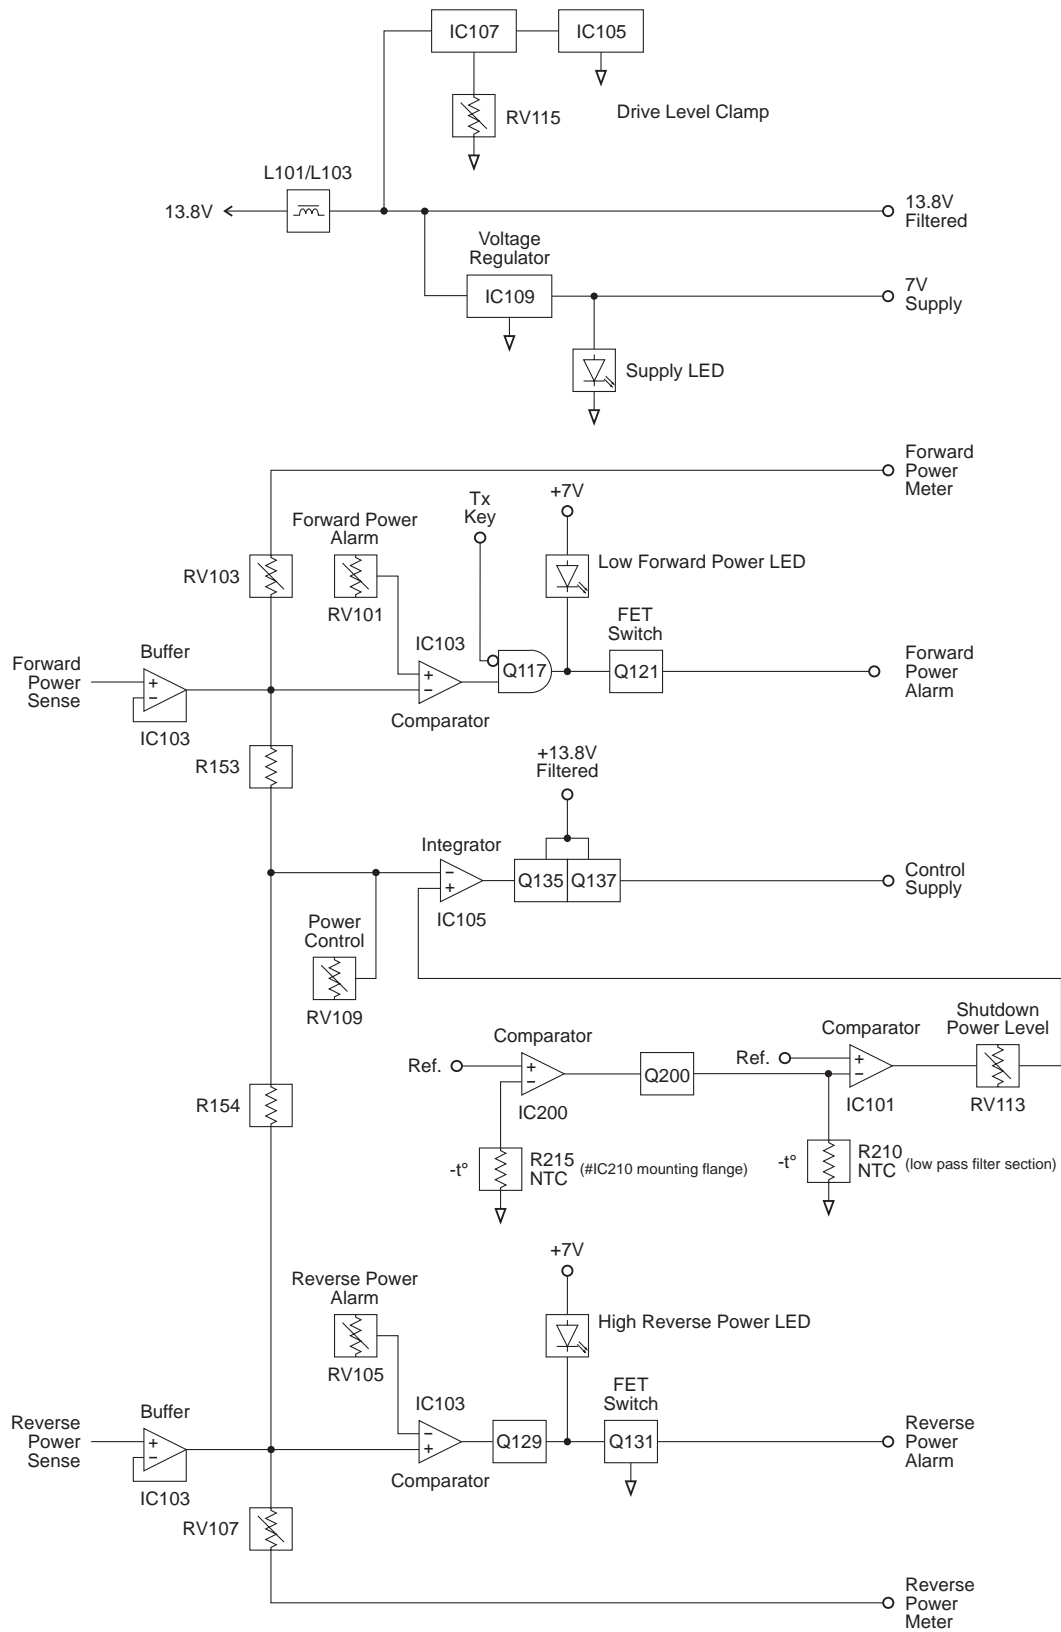 IC107
IC105
RV115
Drive Level Clamp
L101/L103
13.8V
13.8V
Filtered
Voltage
Regulator
IC109
7V
Supply
Supply LED
Forward
Power
Meter
Tx
Key
+7V
Forward Power
Alarm
Low Forward Power LED
RV103
RV101
IC103
FET
Switch
Buffer
Forward
Power
Sense
+
−
IC103
+
−
Comparator
Q117
Q121
Forward
Power
Alarm
R153
+13.8V
Filtered
Integrator
−
+
IC105
Q135
Q137
Control
Supply
Power
Control
RV109
Comparator
Ref.
+
−
IC200
Q200
Comparator
Ref.
+
−
IC101
Shutdown
Power Level
RV113
R154
-t°
R215
NTC (#IC210 mounting flange)
-t°
R210
NTC (low pass filter section)
+7V
Reverse Power
Alarm
High Reverse Power LED
RV105
IC103
FET
Switch
Buffer
Reverse
Power
Sense
+
−
IC103
−
+
Comparator
Q129
Q131
Reverse
Power
Alarm
RV107
Reverse
Power
Meter